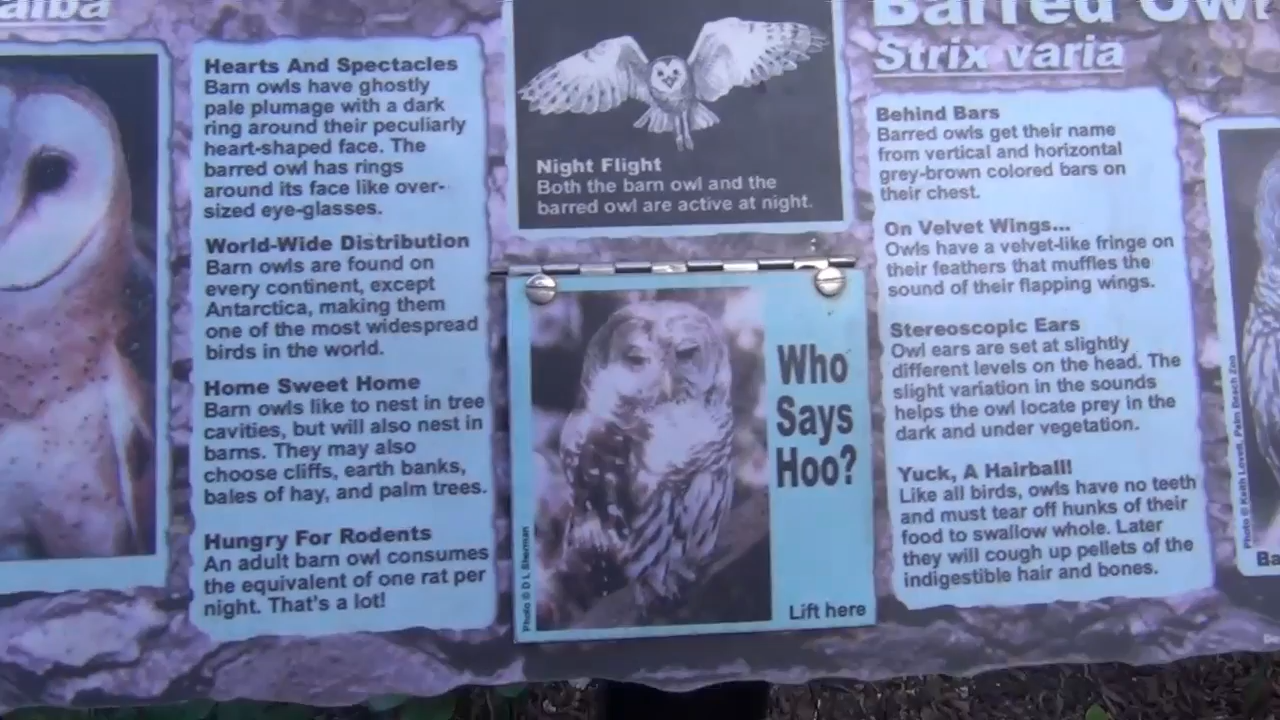 alba
Hearts And Spectacles
Barn owls have ghostly
pale plumage with a dark
ring around their peculiarly
heart-shaped face. The
barred owl has rings
around its face like over-
sized eye-glasses.
World-Wide Distribution
Barn owls are found on
every continent, except
Antarctica, making them
one of the most widespread
birds in the world.
Home Sweet Home
Barn owls like to nest in tree
cavities, but will also nest in
barns. They may also
choose cliffs, earth banks,
bales of hay, and palm trees.
Hungry For Rodents
An adult barn owl consumes
the equivalent of one rat per
night. That's a lot!
Night Flight
Both the barn owl and the
barred owl are active at night.
Who
Says
Hoo?
Lift here
Photo © D L Sherman
Barred Owl
Strix varia
Behind Bars
Barred owls get their name
from vertical and horizontal
grey-brown colored bars on
their chest.
On Velvet Wings...
Owls have a velvet-like fringe on
their feathers that muffles the
sound of their flapping wings.
Stereoscopic Ears
Owl ears are set at slightly
different levels on the head. The
slight variation in the sounds
helps the owl locate prey in the
dark and under vegetation.
Yuck, A Hairball!
Like all birds, owls have no teeth
and must tear off hunks of their
food to swallow whole. Later
they will cough up pellets of the
indigestible hair and bones.
Photo © Keith Lovett, Palm Beach Zoo
Ba